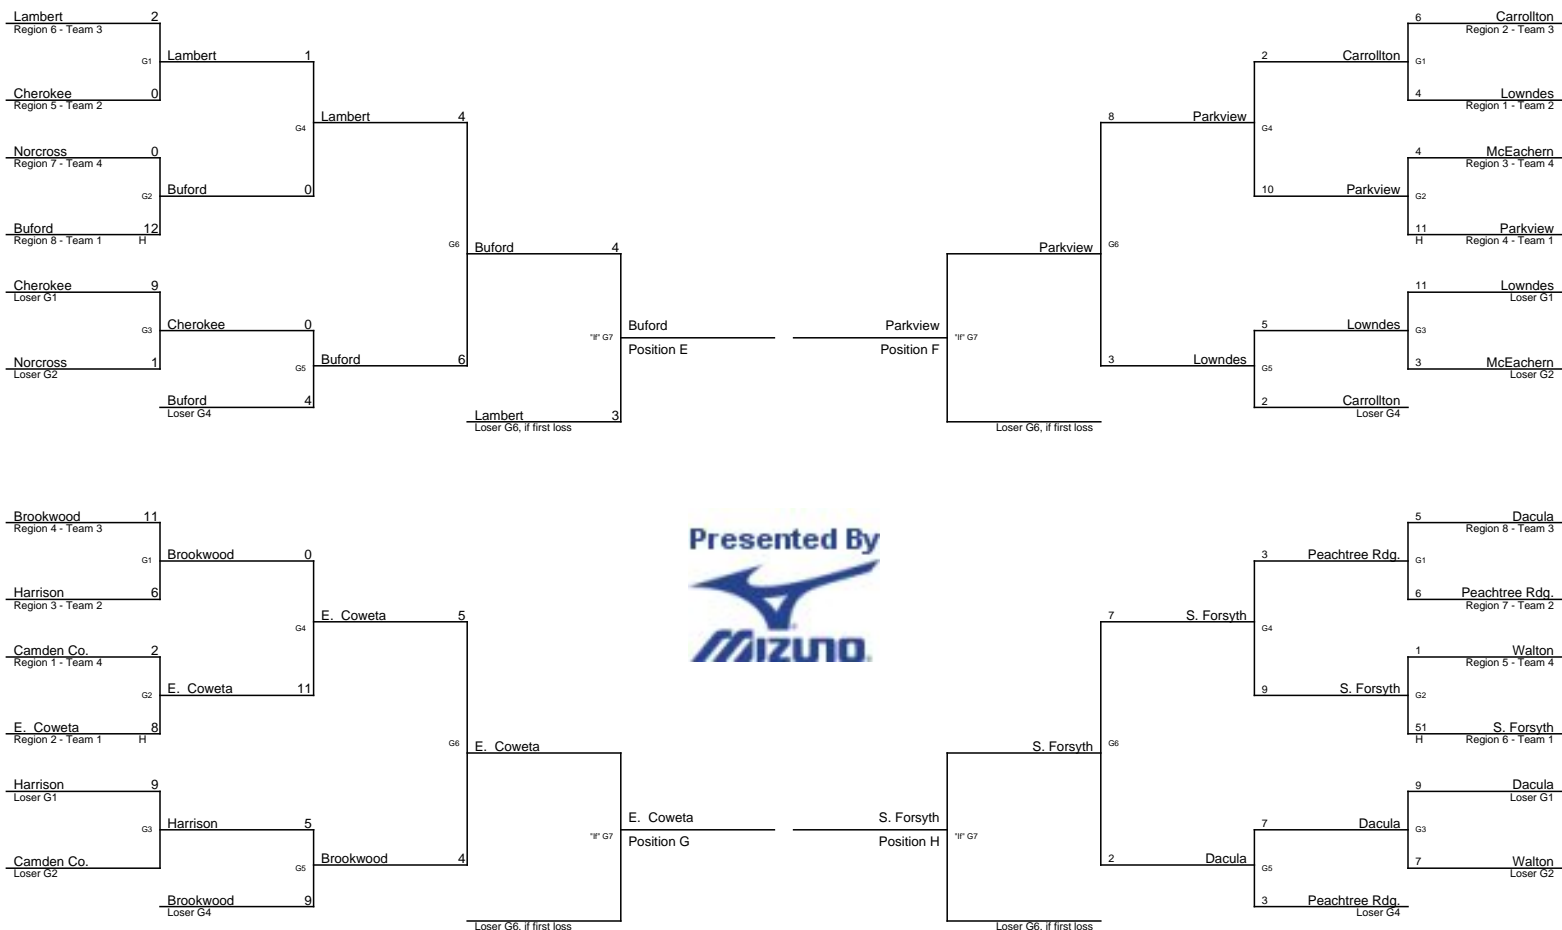 Lambert 2
Region 6 - Team 3
G1 Lambert 1
Cherokee 0
Region 5 - Team 2
G4 Lambert 4
Norcross 0
Region 7 - Team 4
G2 Buford 0
Buford 12
Region 8 - Team 1 H
G6 Buford 4
Cherokee 9
Loser G1
G3 Cherokee 0
Norcross 1
Loser G2
G5 Buford 6
Buford 4
Loser G4
"If" G7 Buford
Position E
Lambert 3
Loser G6, if first loss
6 Carrollton
Region 2 - Team 3
2 Carrollton G1
4 Lowndes
Region 1 - Team 2
8 Parkview G4
4 McEachern
Region 3 - Team 4
10 Parkview G2
11 Parkview
H Region 4 - Team 1
Parkview G6
11 Lowndes
Loser G1
5 Lowndes G3
3 McEachern
Loser G2
3 Lowndes G5
2 Carrollton
Loser G4
Parkview "If" G7
Position F
Loser G6, if first loss
Brookwood 11
Region 4 - Team 3
G1 Brookwood 0
Harrison 6
Region 3 - Team 2
G4 E. Coweta 5
Camden Co. 2
Region 1 - Team 4
G2 E. Coweta 11
E. Coweta 8
Region 2 - Team 1 H
G6 E. Coweta
Harrison 9
Loser G1
G3 Harrison 5
Camden Co.
Loser G2
G5 Brookwood 4
Brookwood 9
Loser G4
"If" G7 E. Coweta
Position G
Loser G6, if first loss
Presented By
MIZUNO
5 Dacula
Region 8 - Team 3
3 Peachtree Rdg. G1
6 Peachtree Rdg.
Region 7 - Team 2
7 S. Forsyth G4
1 Walton
Region 5 - Team 4
9 S. Forsyth G2
51 S. Forsyth
H Region 6 - Team 1
S. Forsyth G6
9 Dacula
Loser G1
7 Dacula G3
7 Walton
Loser G2
2 Dacula G5
3 Peachtree Rdg.
Loser G4
S. Forsyth "If" G7
Position H
Loser G6, if first loss